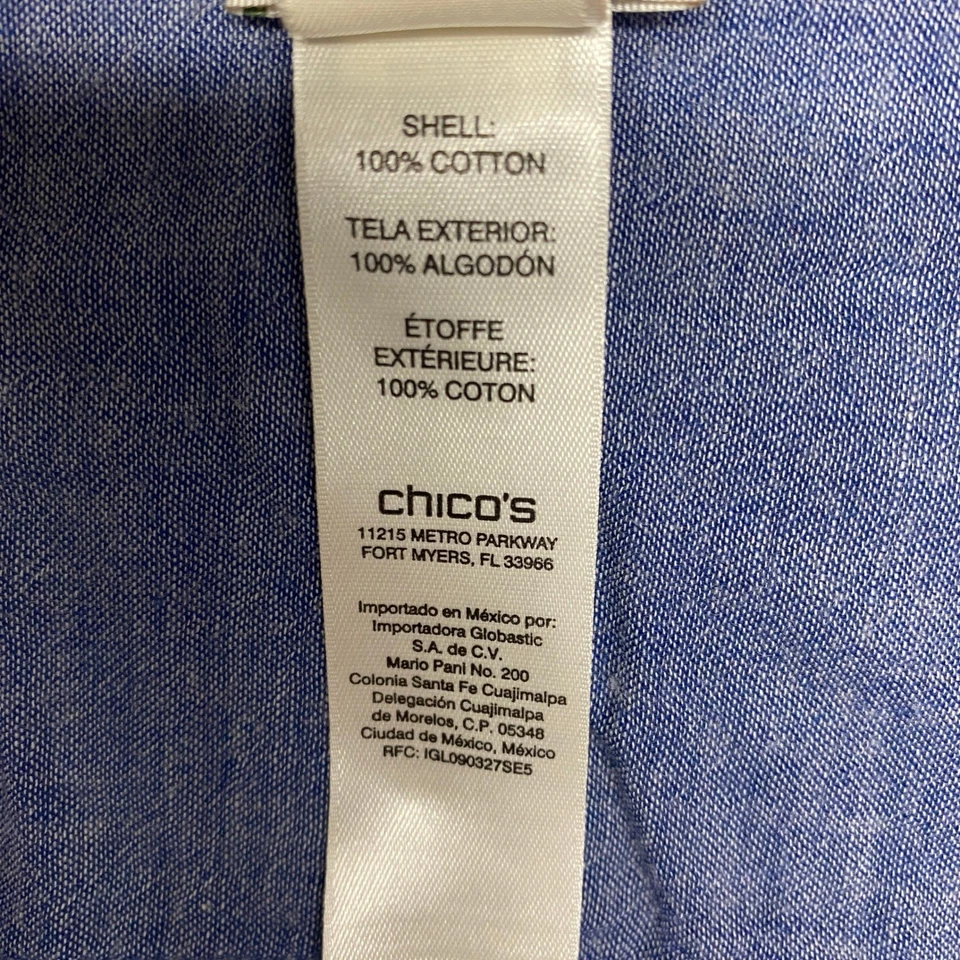 SHELL:
100% COTTON
TELA EXTERIOR:
100% ALGODÓN
ÉTOFFE
EXTÉRIEURE:
100% COTON
chico's
11215 METRO PARKWAY
FORT MYERS, FL 33966
Importado en México por:
Importadora Globastic
S.A. de C.V.
Mario Pani No. 200
Colonia Santa Fe Cuajimalpa
Delegación Cuajimalpa
de Morelos, C.P. 05348
Ciudad de México, México
RFC: IGL090327SE5